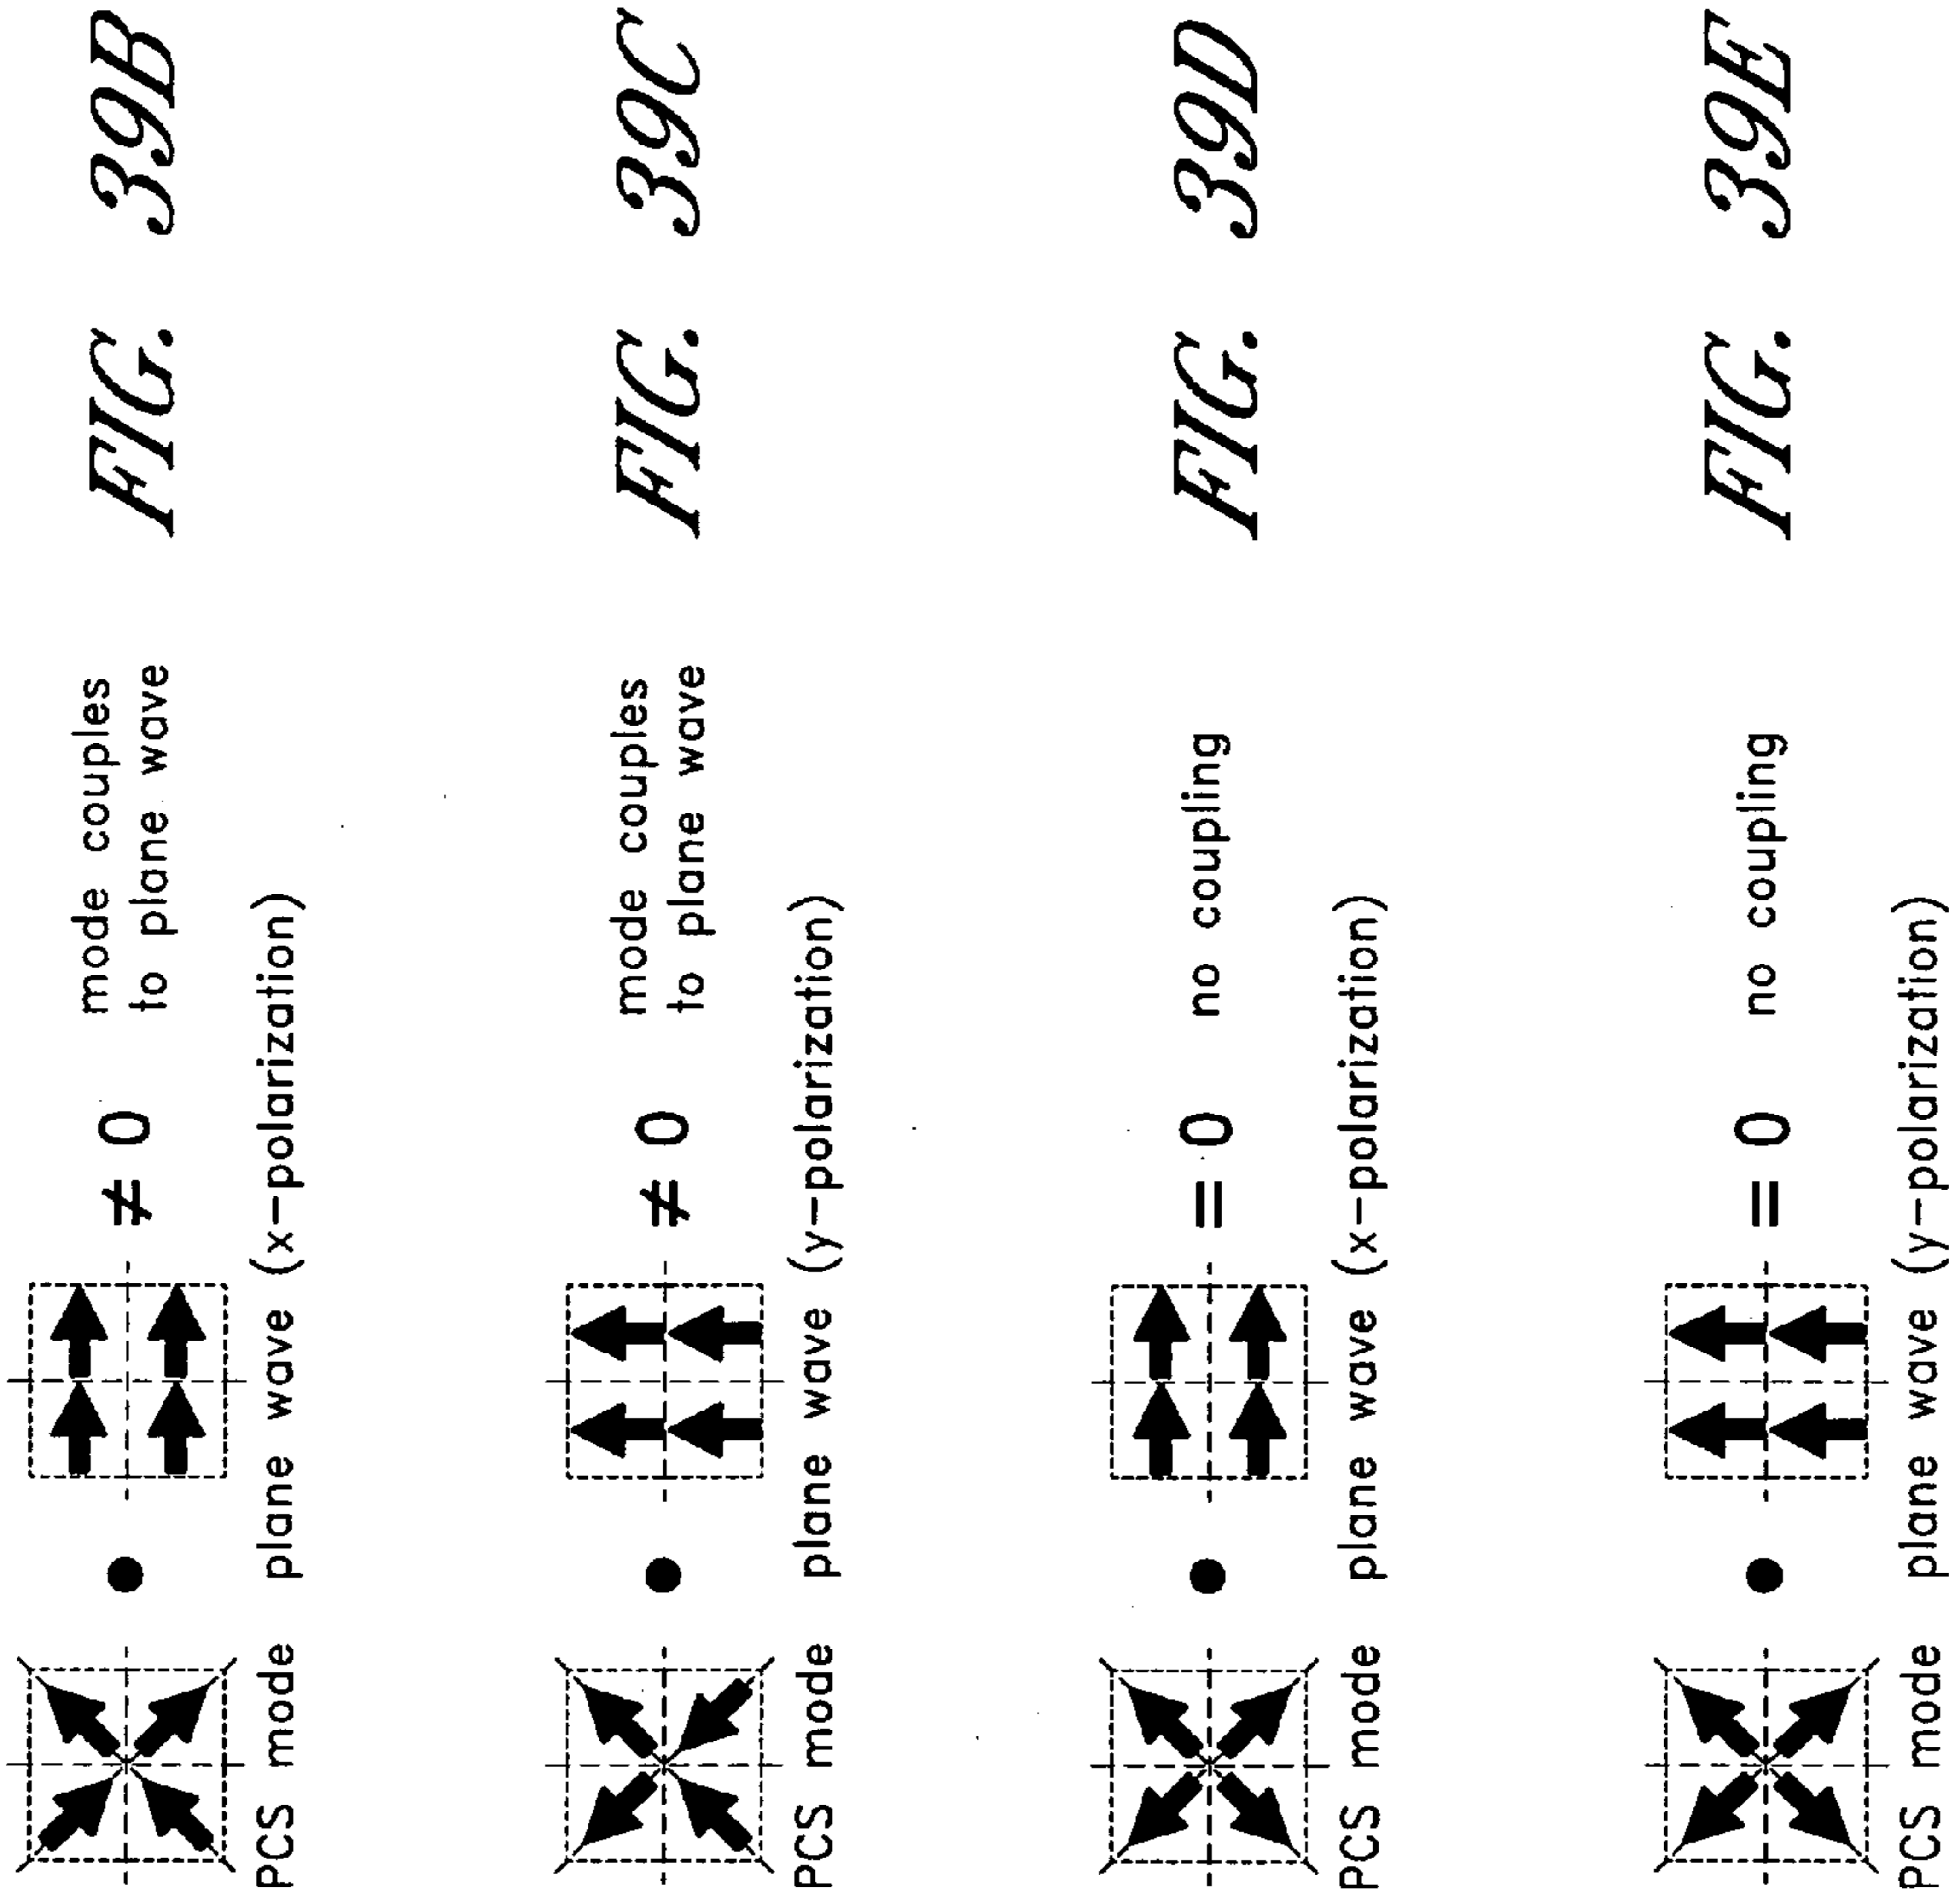 ≠ 0 mode couples
to plane wave
PCS mode plane wave (x-polarization)
FIG. 39B
≠ 0 mode couples
to plane wave
PCS mode plane wave (y-polarization)
FIG. 39C
= 0 no coupling
PCS mode plane wave (x-polarization)
FIG. 39D
= 0 no coupling
PCS mode plane wave (y-polarization)
FIG. 39E